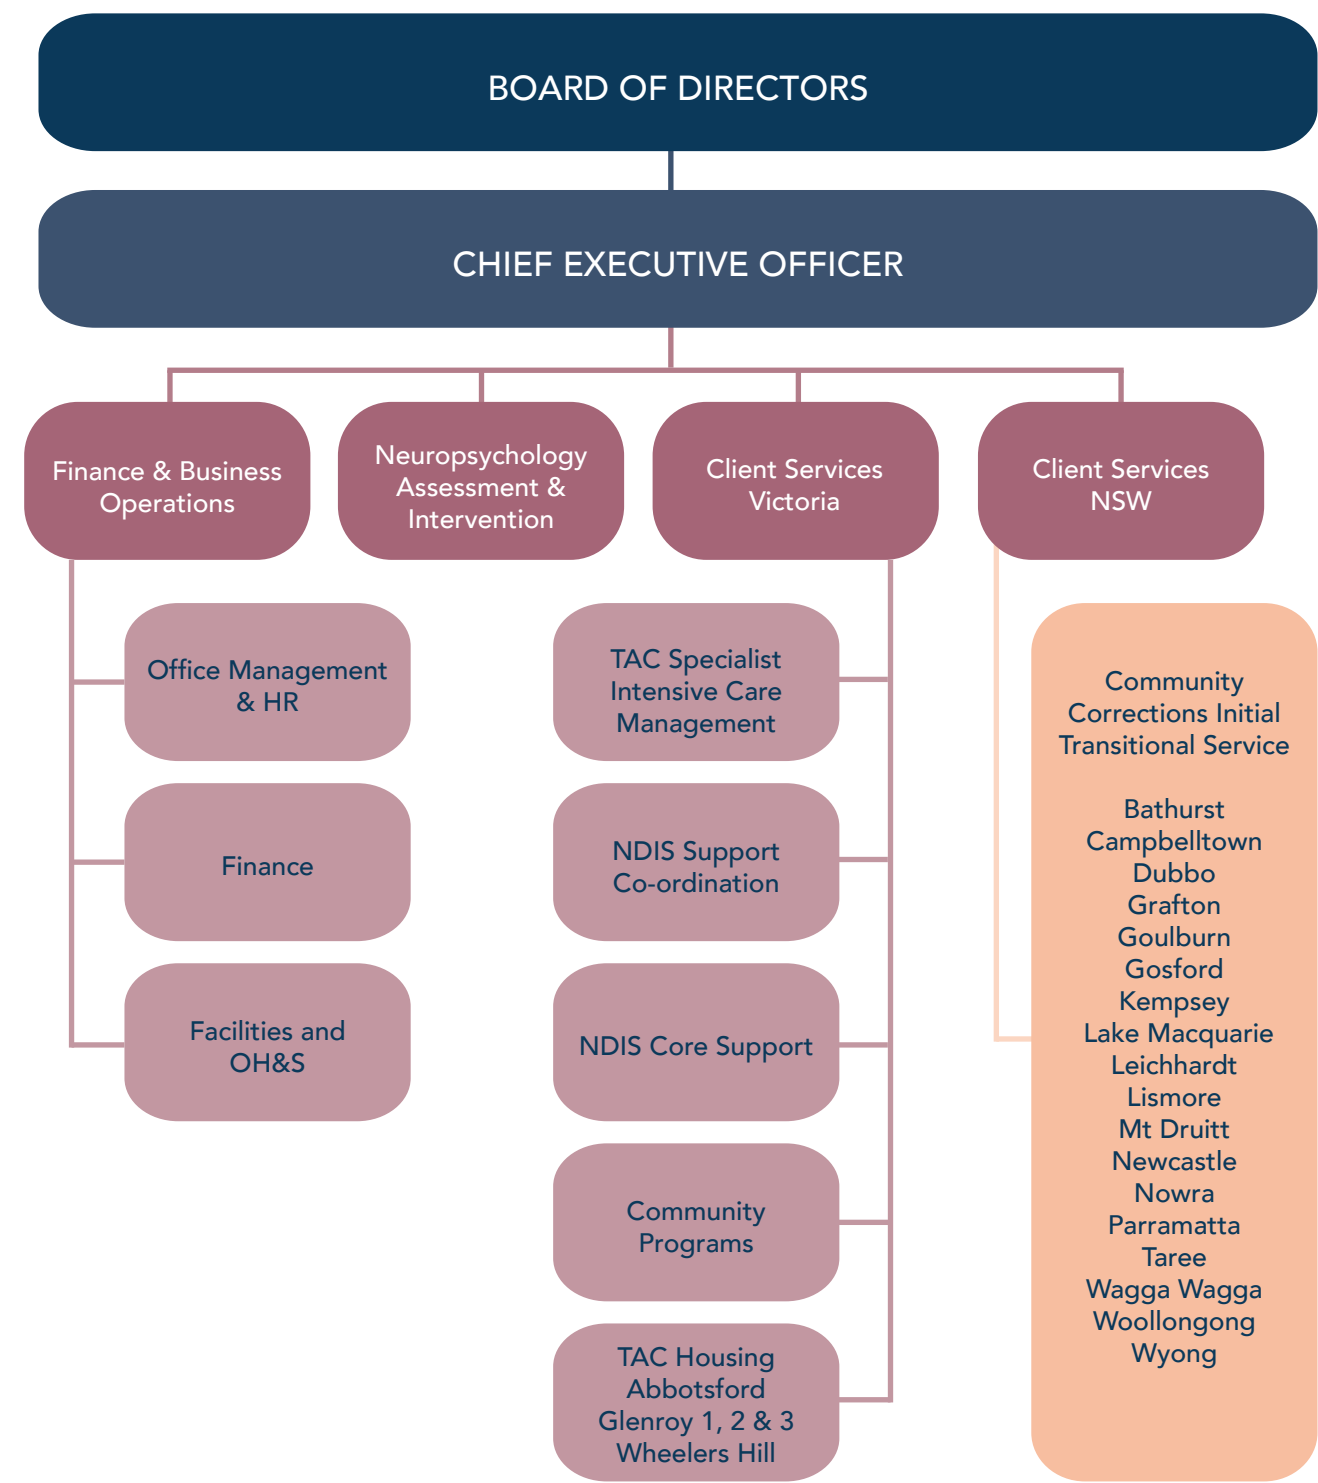 BOARD OF DIRECTORS
CHIEF EXECUTIVE OFFICER
Finance & Business
Operations
Neuropsychology
Assessment &
Intervention
Client Services
Victoria
Client Services
NSW
Office Management
& HR
Finance
Facilities and
OH&S
TAC Specialist
Intensive Care
Management
NDIS Support
Co-ordination
NDIS Core Support
Community
Programs
TAC Housing
Abbotsford
Glenroy 1, 2 & 3
Wheelers Hill
Community
Corrections Initial
Transitional Service
Bathurst
Campbelltown
Dubbo
Grafton
Goulburn
Gosford
Kempsey
Lake Macquarie
Leichhardt
Lismore
Mt Druitt
Newcastle
Nowra
Parramatta
Taree
Wagga Wagga
Woollongong
Wyong